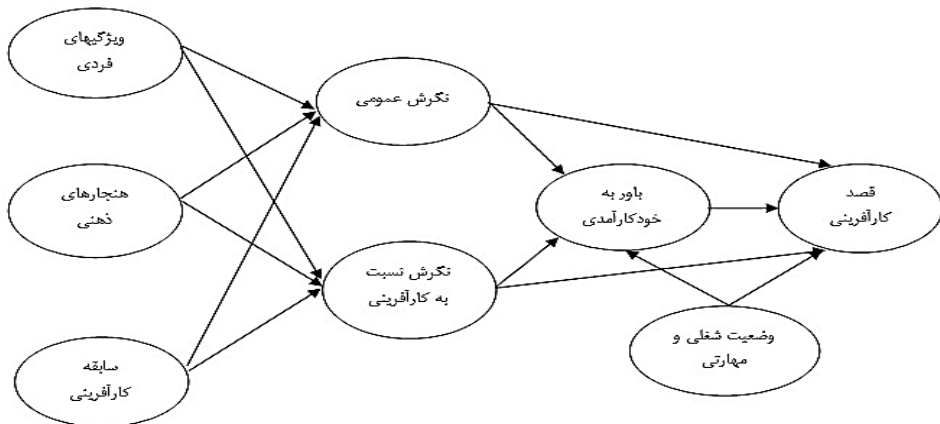 ویژگیهای
فردی
نگرش عمومی
هنجارهای
ذهنی
باور به
خودکارآمدی
قصد
کارآفرینی
نگرش نسبت
به کارآفرینی
وضعیت شغلی و
مهارتی
سابقه
کارآفرینی